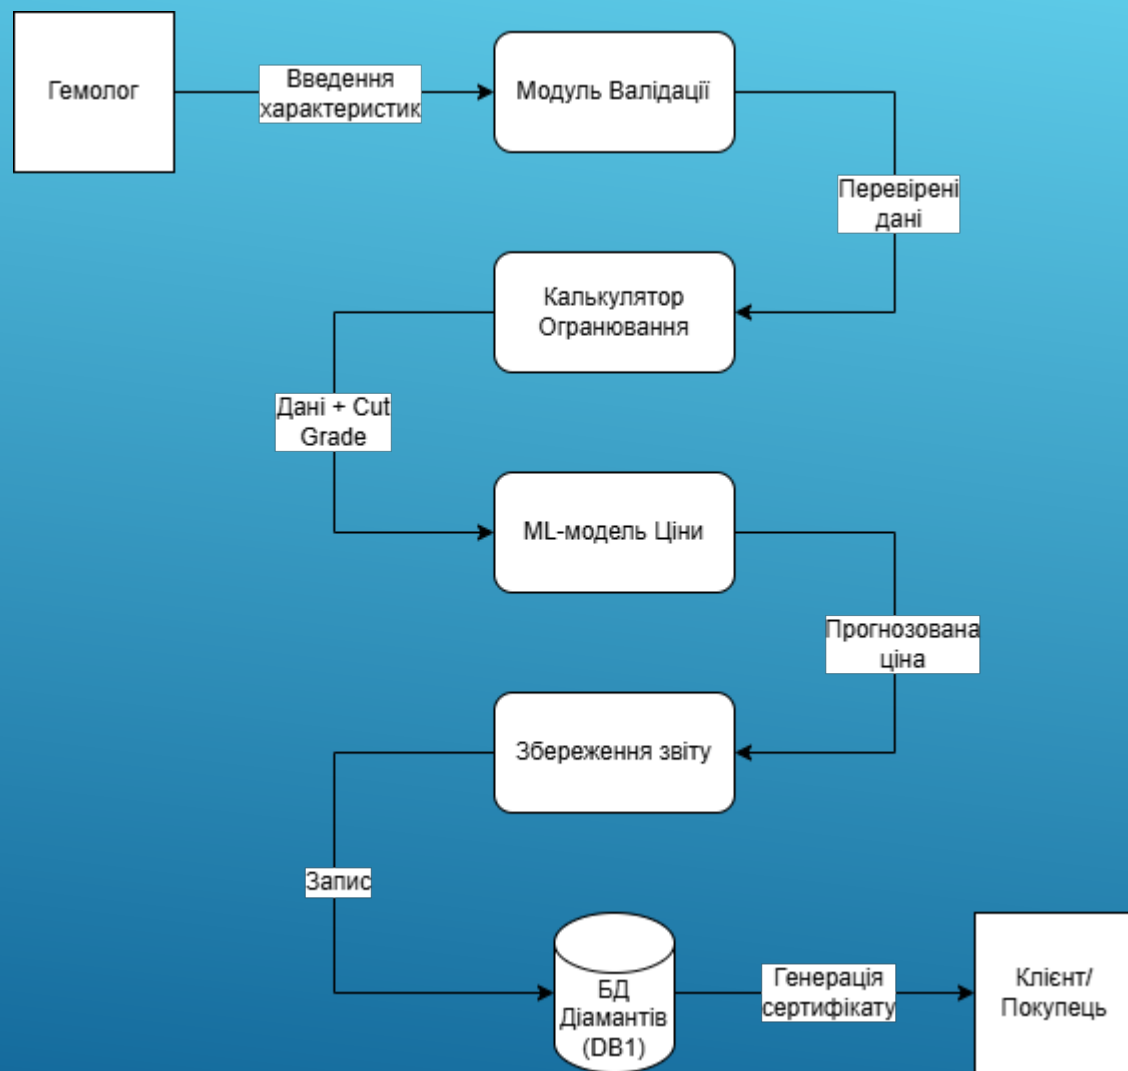 Гемолог
Введення
характеристик
Модуль Валідації
Перевірені
дані
Калькулятор
Огранювання
Дані + Cut
Grade
ML-модель Ціни
Прогнозована
ціна
Збереження звіту
Запис
БД
Діамантів
(DB1)
Генерація
сертифікату
Клієнт/
Покупець